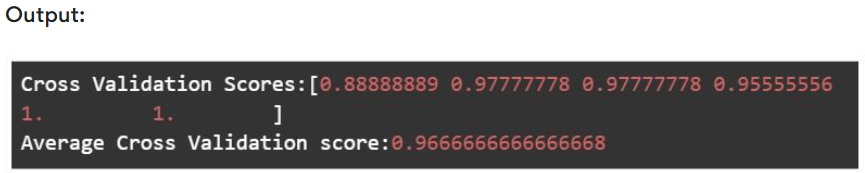 Output:
Cross Validation Scores:[0.88888889 0.97777778 0.97777778 0.95555556
1.         1.        ]
Average Cross Validation score:0.9666666666666668